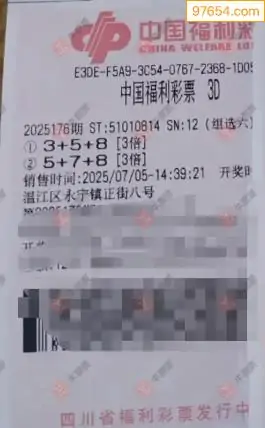 97654.com
中国福利彩
CHINA WELFARE LO
E3DE-F5A9-3C54-0767-2368-1D05
中国福利彩票 3D
2025176期 ST:51010814 SN:12 (组选六)
① 3+5+8 [3倍]
② 5+7+8 [3倍]
销售时间:2025/07/05-14:39:21 开奖时
温江区永宁镇正街八号
四川省福利彩票发行中